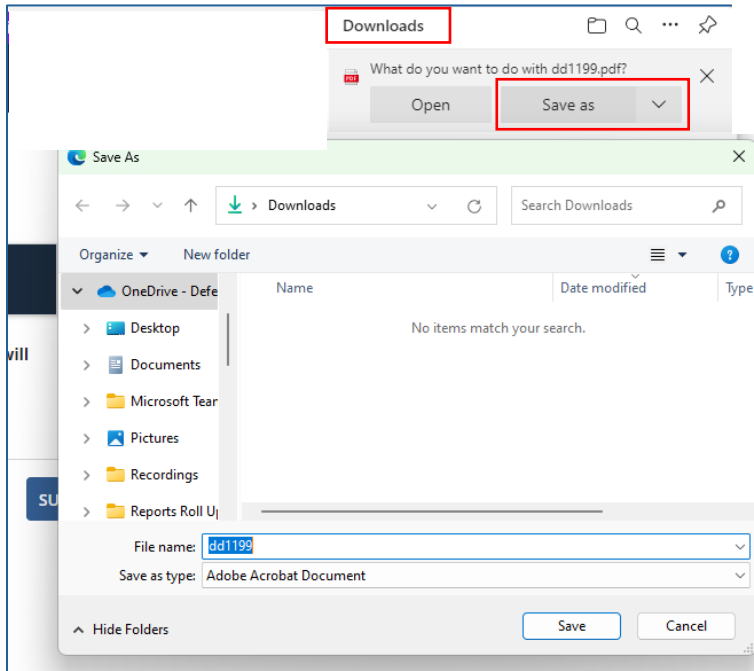 Downloads
What do you want to do with dd1199.pdf?
PDF
Open
Save as
Save As
Downloads
Search Downloads
Organize
New folder
OneDrive - Defe
Name
Date modified
Type
Desktop
No items match your search.
will
Documents
Microsoft Tear
Pictures
Recordings
SU
Reports Roll U
File name: dd1199
Save as type: Adobe Acrobat Document
Hide Folders
Save
Cancel